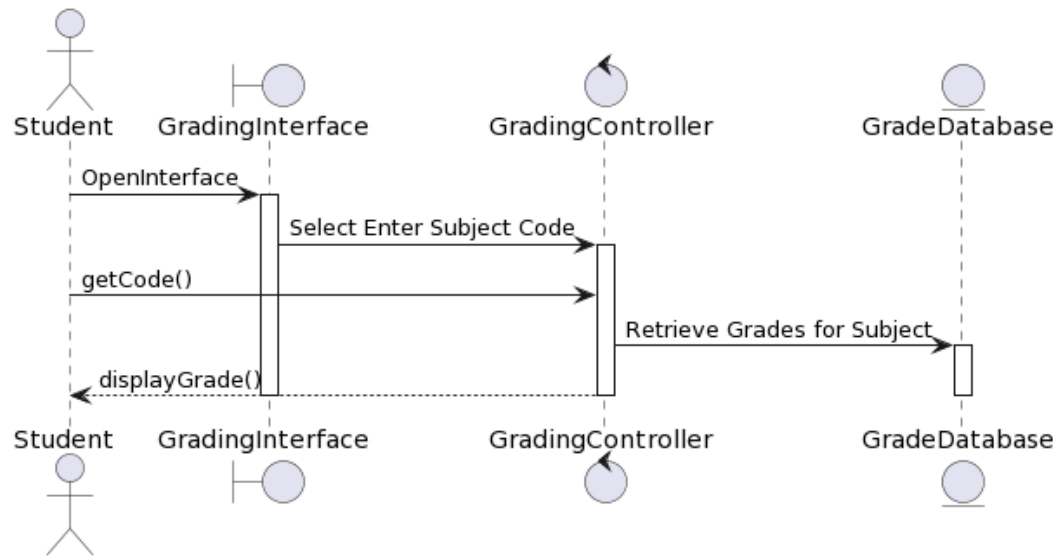 Student GradingInterface GradingController GradeDatabase
OpenInterface
Select Enter Subject Code
getCode()
Retrieve Grades for Subject
displayGrade()
Student GradingInterface GradingController GradeDatabase